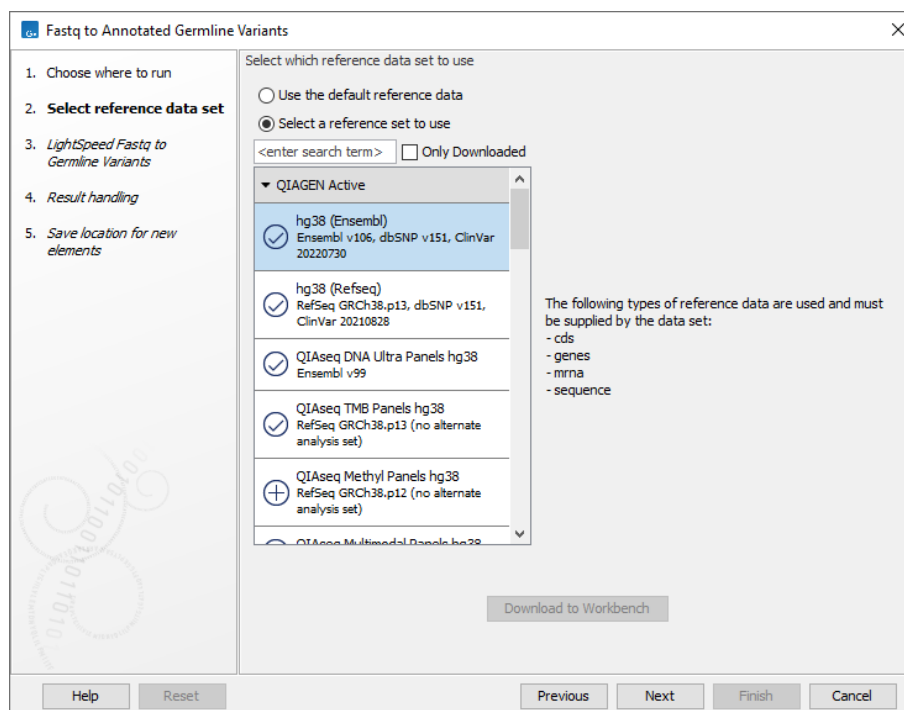 Fastq to Annotated Germline Variants
1. Choose where to run
2. Select reference data set
3. LightSpeed Fastq to
Germline Variants
4. Result handling
5. Save location for new
elements
Select which reference data set to use
Use the default reference data
Select a reference set to use
<enter search term>
Only Downloaded
QIAGEN Active
hg38 (Ensembl)
Ensembl v106, dbSNP v151, ClinVar
20220730
hg38 (Refseq)
RefSeq GRCh38.p13, dbSNP v151,
ClinVar 20210828
QIAseq DNA Ultra Panels hg38
Ensembl v99
QIAseq TMB Panels hg38
RefSeq GRCh38.p13 (no alternate
analysis set)
QIAseq Methyl Panels hg38
RefSeq GRCh38.p12 (no alternate
analysis set)
QIAseq Multimodal Panels hg38
The following types of reference data are used and must
be supplied by the data set:
- cds
- genes
- mrna
- sequence
Download to Workbench
Help
Reset
Previous
Next
Finish
Cancel